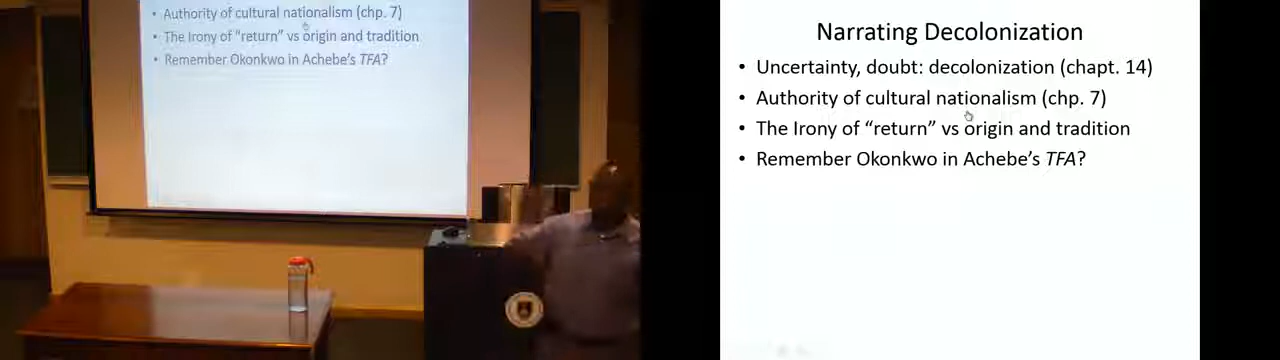 • Authority of cultural nationalism (chp. 7)
• The Irony of “return” vs origin and tradition
• Remember Okonkwo in Achebe’s TFA?
Narrating Decolonization
• Uncertainty, doubt: decolonization (chapt. 14)
• Authority of cultural nationalism (chp. 7)
• The Irony of “return” vs origin and tradition
• Remember Okonkwo in Achebe’s TFA?